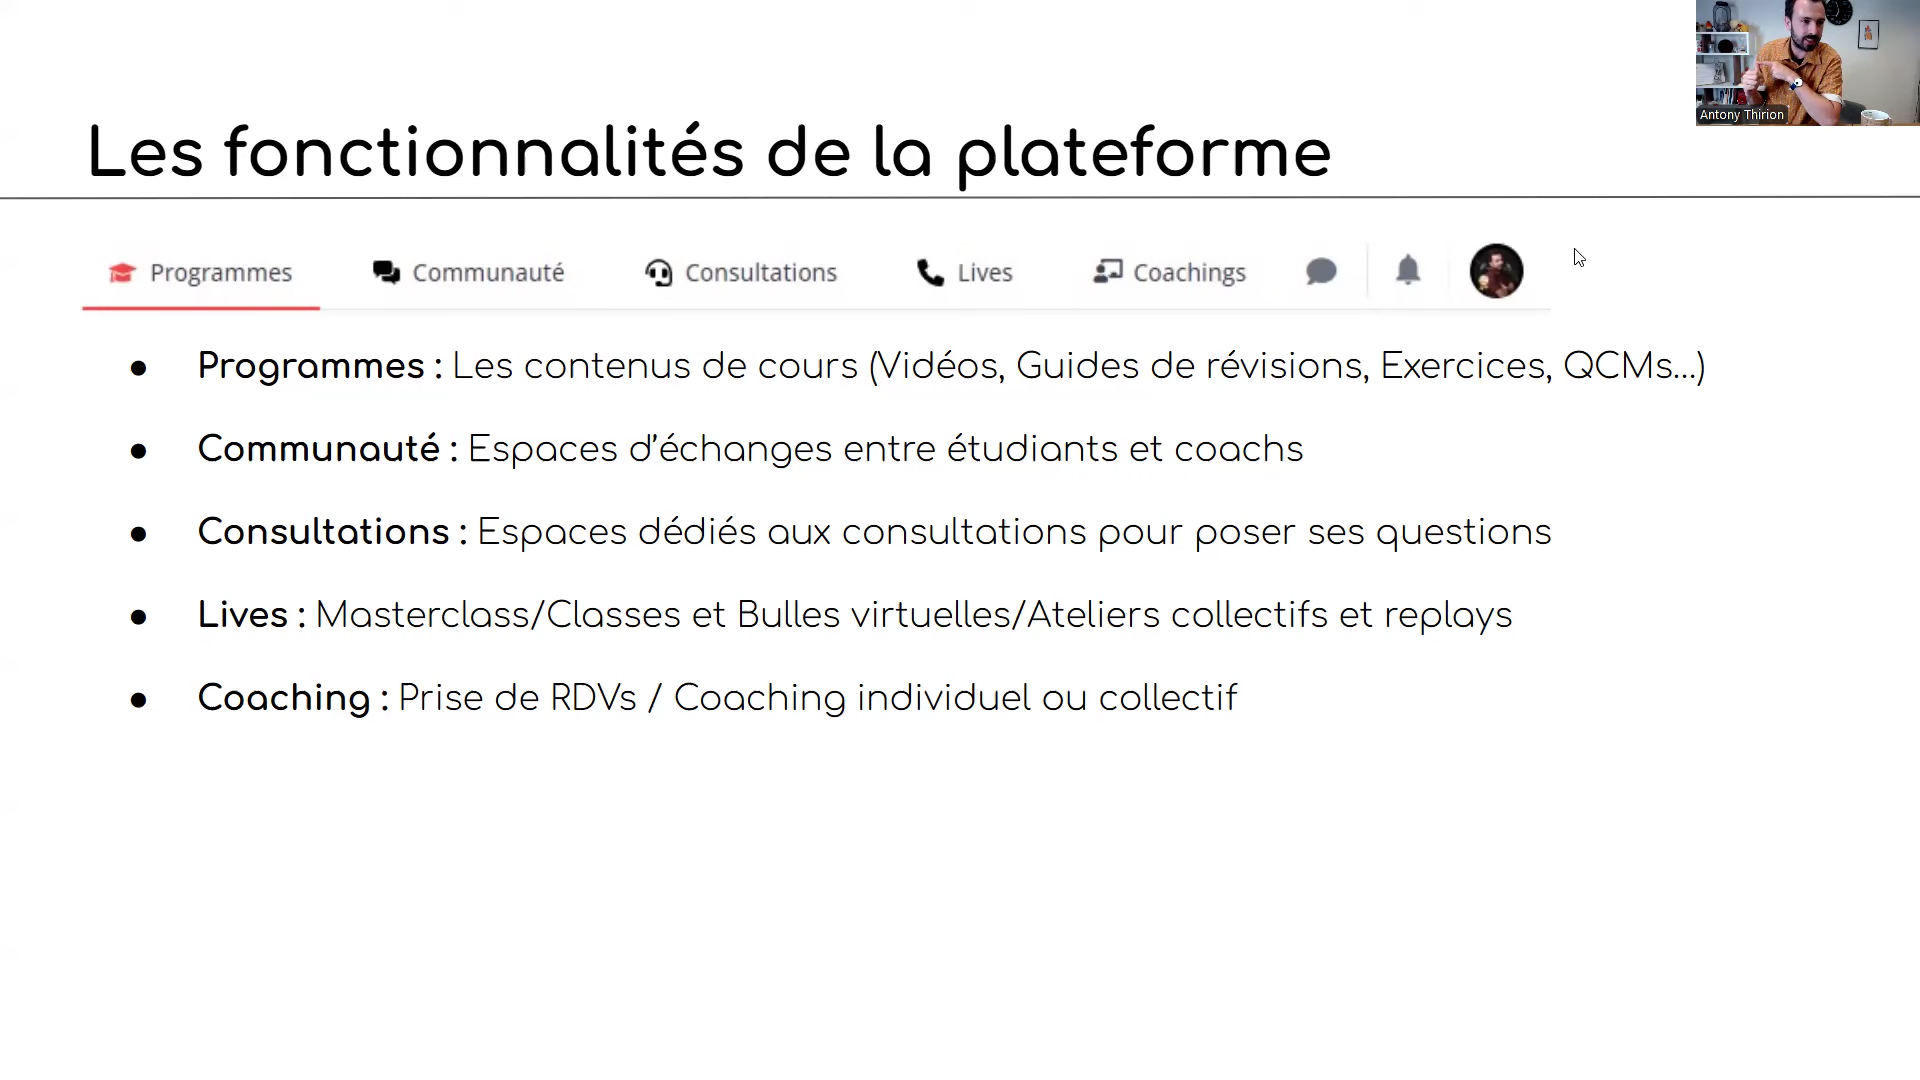 Antony Thirion
Les fonctionnalités de la plateforme
Programmes Communauté Consultations Lives Coachings
● Programmes : Les contenus de cours (Vidéos, Guides de révisions, Exercices, QCMs...)
● Communauté : Espaces d’échanges entre étudiants et coachs
● Consultations : Espaces dédiés aux consultations pour poser ses questions
● Lives : Masterclass/Classes et Bulles virtuelles/Ateliers collectifs et replays
● Coaching : Prise de RDVs / Coaching individuel ou collectif